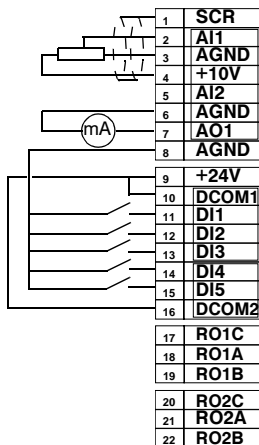 1 SCR
2 AI1
3 AGND
4 +10V
5 AI2
6 AGND
mA
7 AO1
8 AGND
9 +24V
10 DCOM1
11 DI1
12 DI2
13 DI3
14 DI4
15 DI5
16 DCOM2
17 RO1C
18 RO1A
19 RO1B
20 RO2C
21 RO2A
22 RO2B